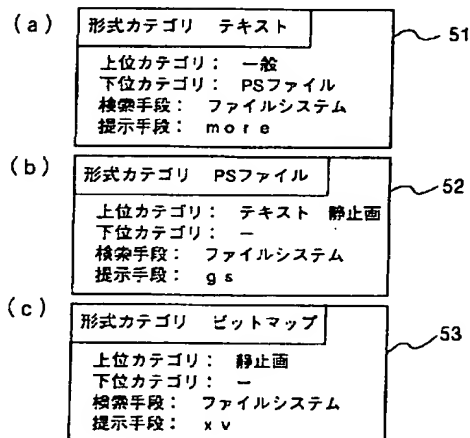 (a)
形式カテゴリ テキスト
51
上位カテゴリ： 一般
下位カテゴリ： PSファイル
検索手段： ファイルシステム
提示手段： more
(b)
形式カテゴリ PSファイル
52
上位カテゴリ： テキスト 静止画
下位カテゴリ： ー
検索手段： ファイルシステム
提示手段： gs
(c)
形式カテゴリ ビットマップ
53
上位カテゴリ： 静止画
下位カテゴリ： ー
検索手段： ファイルシステム
提示手段： xv